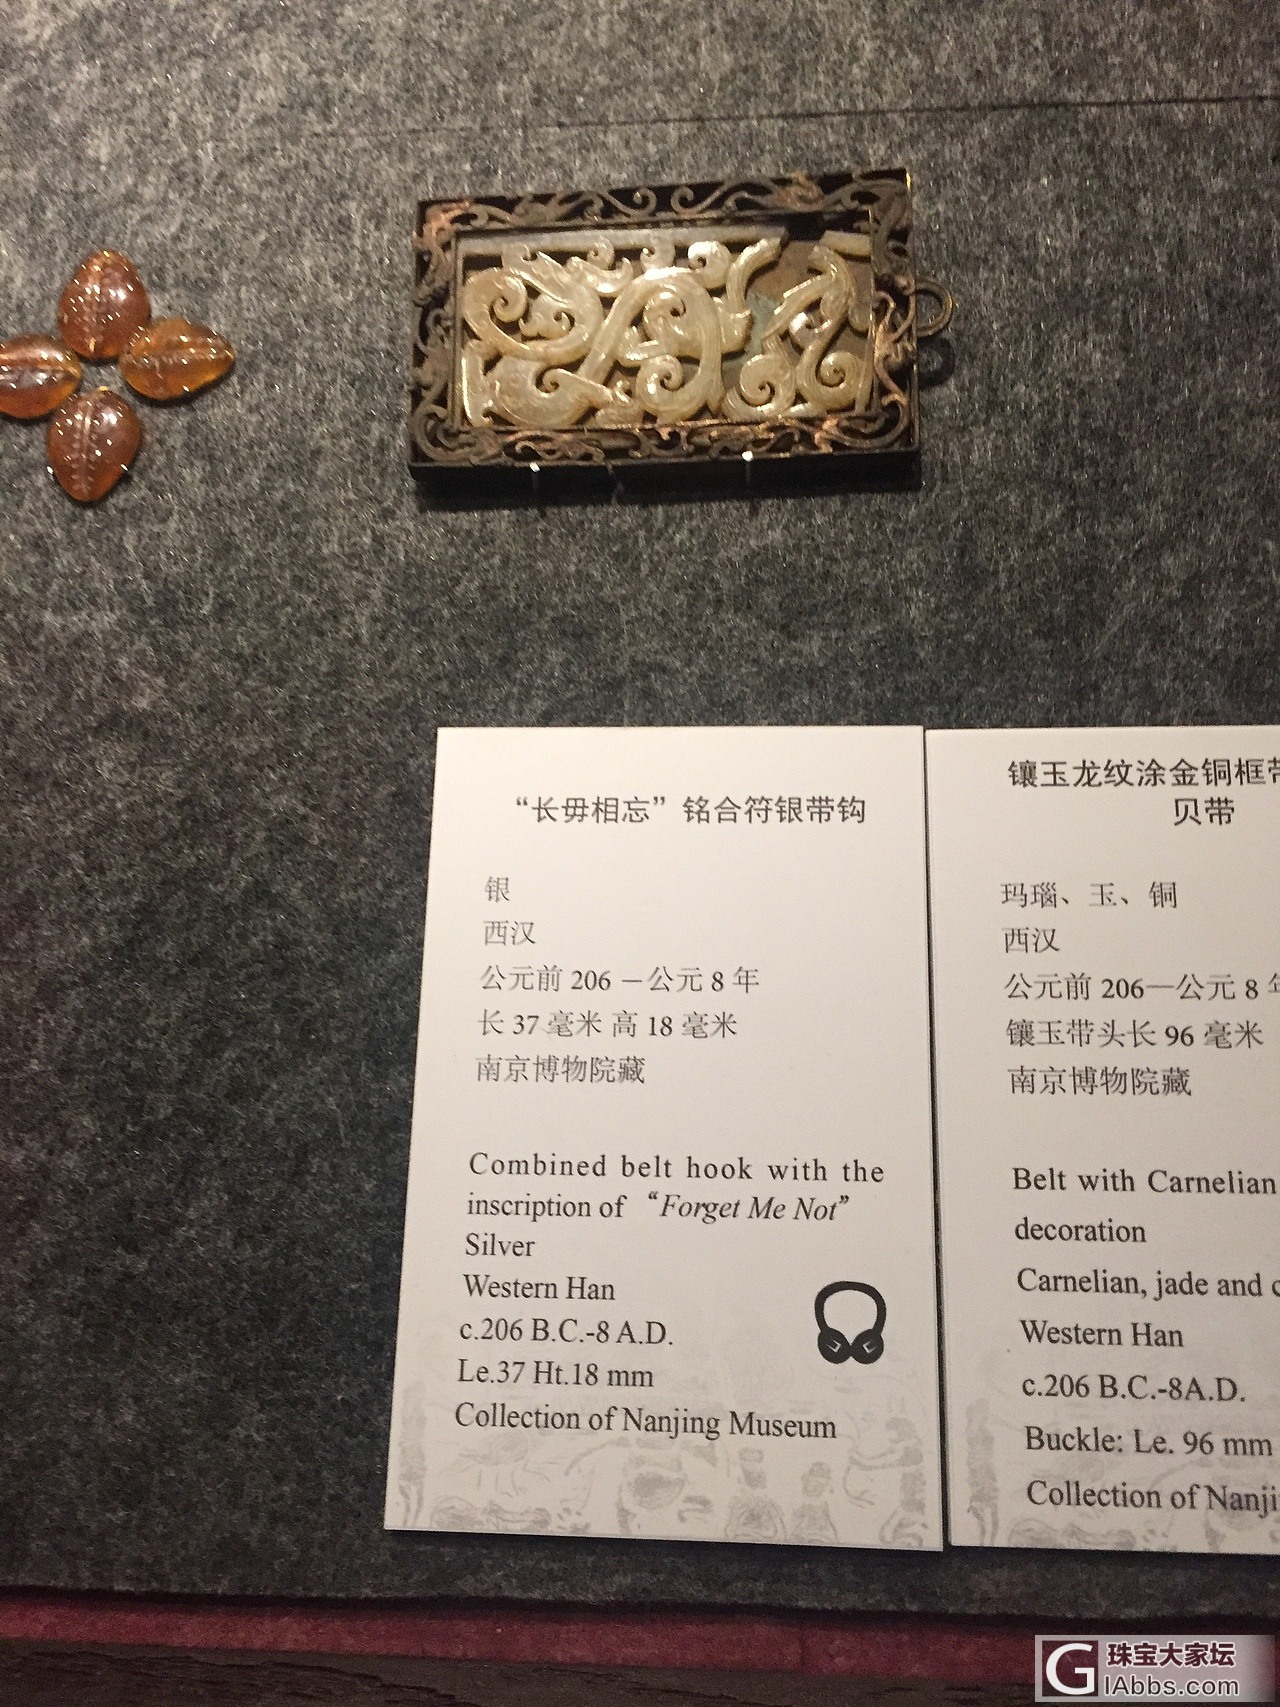 “长毋相忘”铭合符银带钩
银
西汉
公元前 206 －公元 8 年
长 37 毫米 高 18 毫米
南京博物院藏
Combined belt hook with the
inscription of “Forget Me Not”
Silver
Western Han
c.206 B.C.-8 A.D.
Le.37 Ht.18 mm
Collection of Nanjing Museum
镶玉龙纹涂金铜框
贝带
玛瑙、玉、铜
西汉
公元前 206—公元 8
镶玉带头长 96 毫米
南京博物院藏
Belt with Carnelian
decoration
Carnelian, jade and
Western Han
c.206 B.C.-8A.D.
Buckle: Le. 96 mm
Collection of
G 珠宝大家坛
GIAbbs.com